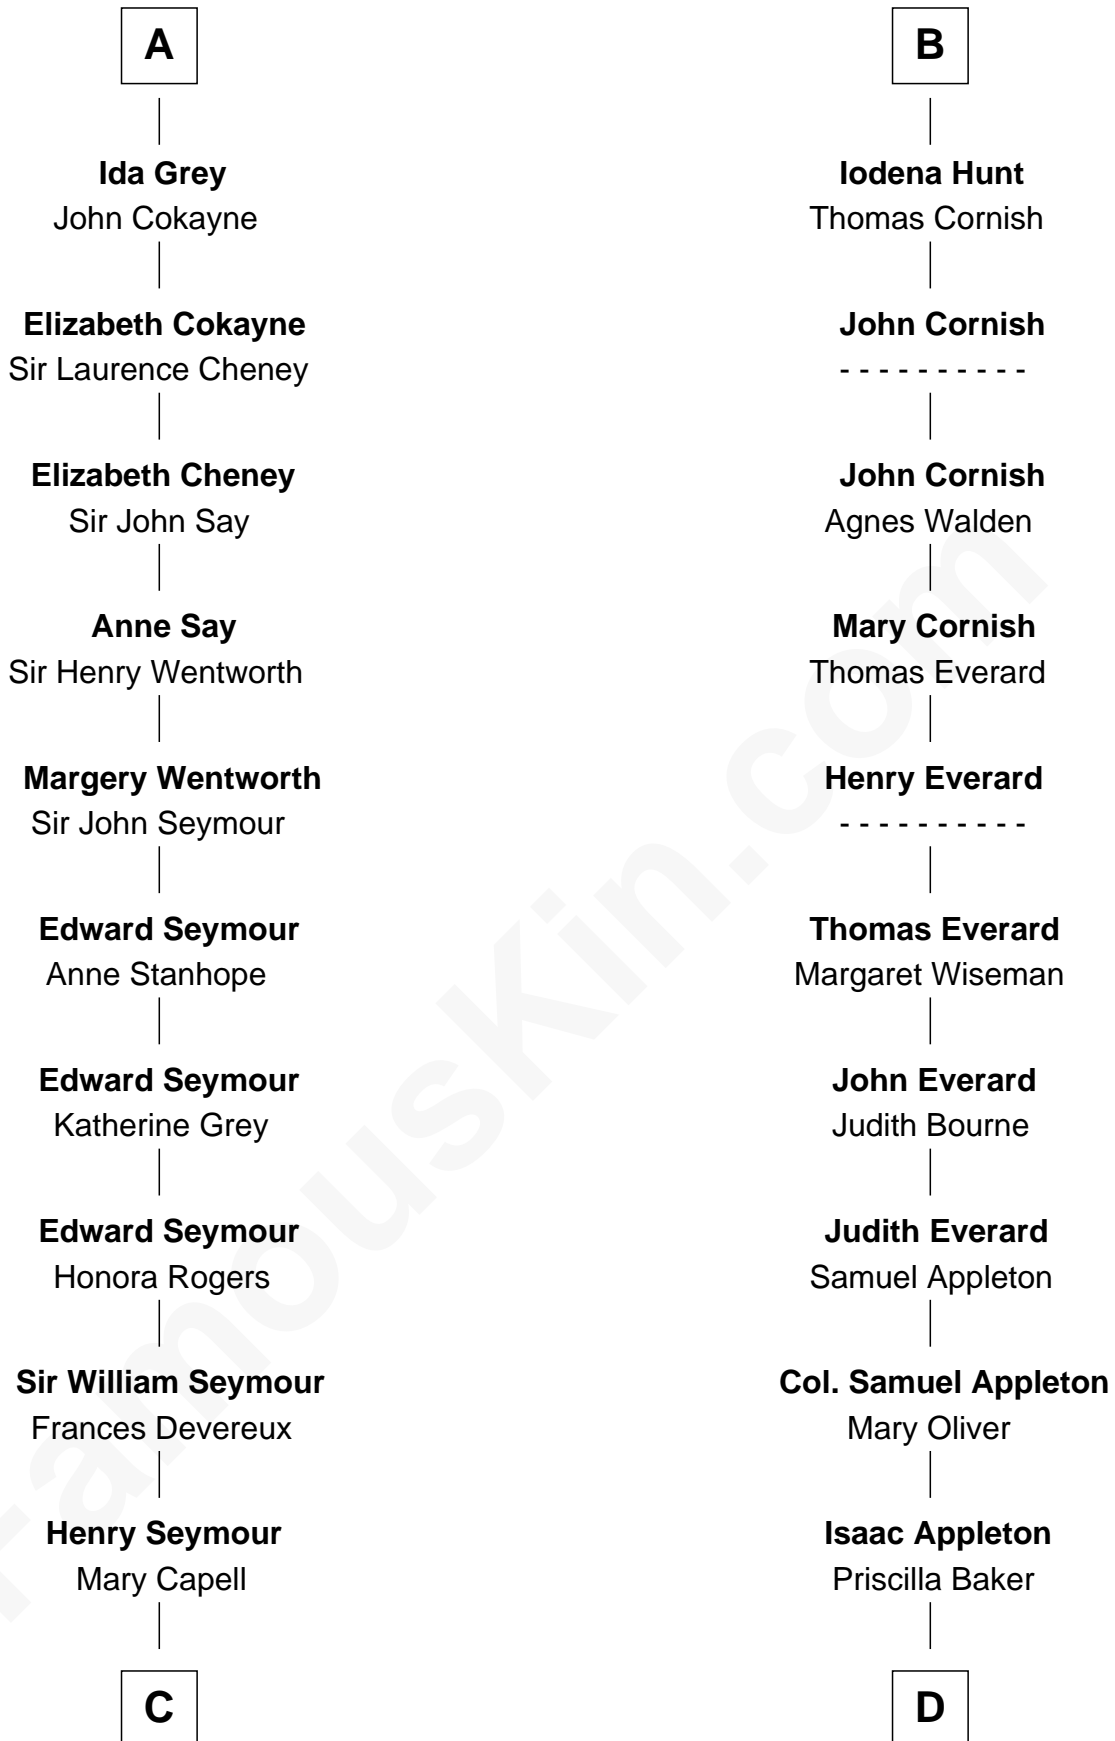 A
Ida Grey
John Cokayne
Elizabeth Cokayne
Sir Laurence Cheney
Elizabeth Cheney
Sir John Say
Anne Say
Sir Henry Wentworth
Margery Wentworth
Sir John Seymour
Edward Seymour
Anne Stanhope
Edward Seymour
Katherine Grey
Edward Seymour
Honora Rogers
Sir William Seymour
Frances Devereux
Henry Seymour
Mary Capell
C
B
Iodena Hunt
Thomas Cornish
John Cornish
- - - - - - - - - -
John Cornish
Agnes Walden
Mary Cornish
Thomas Everard
Henry Everard
- - - - - - - - - -
Thomas Everard
Margaret Wiseman
John Everard
Judith Bourne
Judith Everard
Samuel Appleton
Col. Samuel Appleton
Mary Oliver
Isaac Appleton
Priscilla Baker
D
FamousKin.com